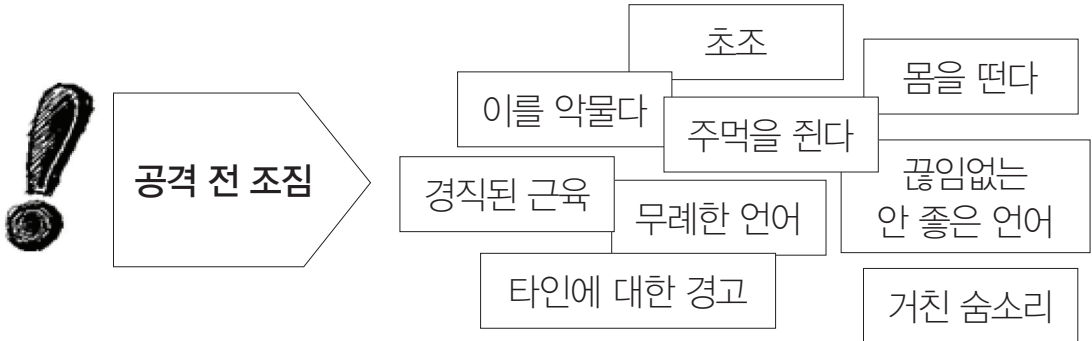 공격 전 조짐
초조
몸을 떤다
이를 악물다
주먹을 쥔다
경직된 근육
무례한 언어
끊임없는
안 좋은 언어
타인에 대한 경고
거친 숨소리